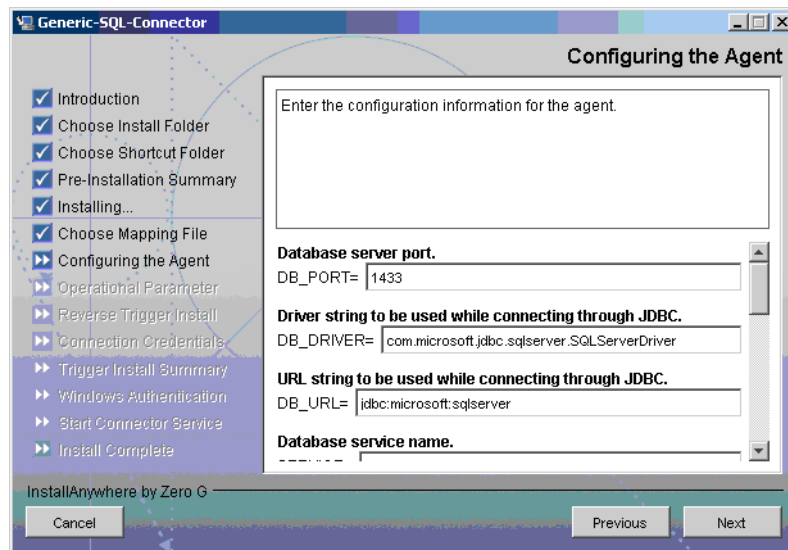 Generic-SQL-Connector
Configuring the Agent
Introduction
Choose Install Folder
Choose Shortcut Folder
Pre-Installation Summary
Installing...
Choose Mapping File
Configuring the Agent
Operational Parameter
Reverse Trigger Install
Connection Credentials
Trigger Install Summary
Windows Authentication
Start Connector Service
Install Complete
Enter the configuration information for the agent.
Database server port.
DB_PORT= 1433
Driver string to be used while connecting through JDBC.
DB_DRIVER= com.microsoft.jdbc.sqlserver.SQLServerDriver
URL string to be used while connecting through JDBC.
DB_URL= jdbc:microsoft:sqlserver
Database service name.
InstallAnywhere by Zero G
Cancel
Previous
Next